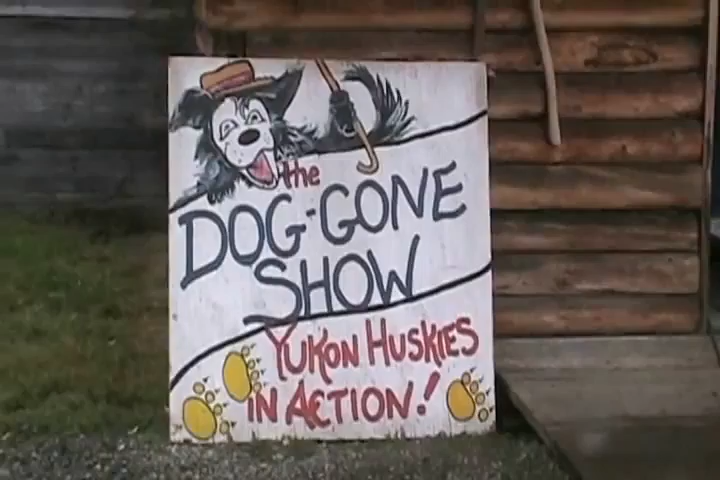 the
DOG-GONE
SHOW
YUKON HUSKIES
IN ACTION!